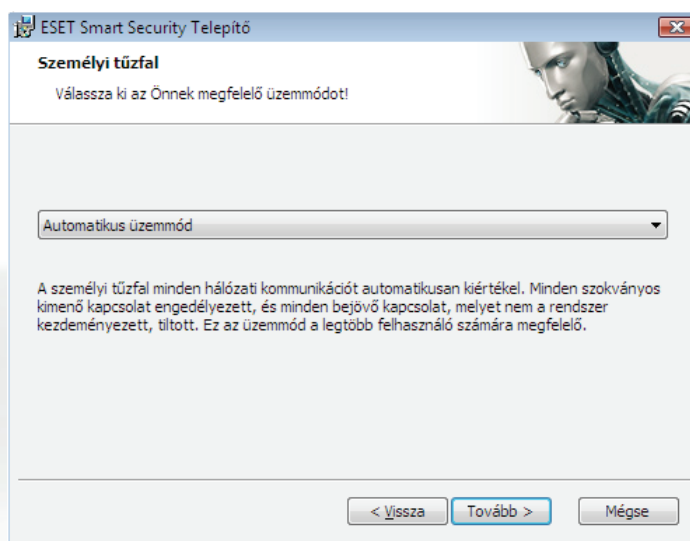 ESET Smart Security Telepítő
Személyi tűzfal
Válassza ki az Önnek megfelelő üzemmódot!
Automatikus üzemmód
A személyi tűzfal minden hálózati kommunikációt automatikusan kiértékel. Minden szokványos
kimenő kapcsolat engedélyezett, és minden bejövő kapcsolat, melyet nem a rendszer
kezdeményezett, tiltott. Ez az üzemmód a legtöbb felhasználó számára megfelelő.
< Vissza
Tovább >
Mégse